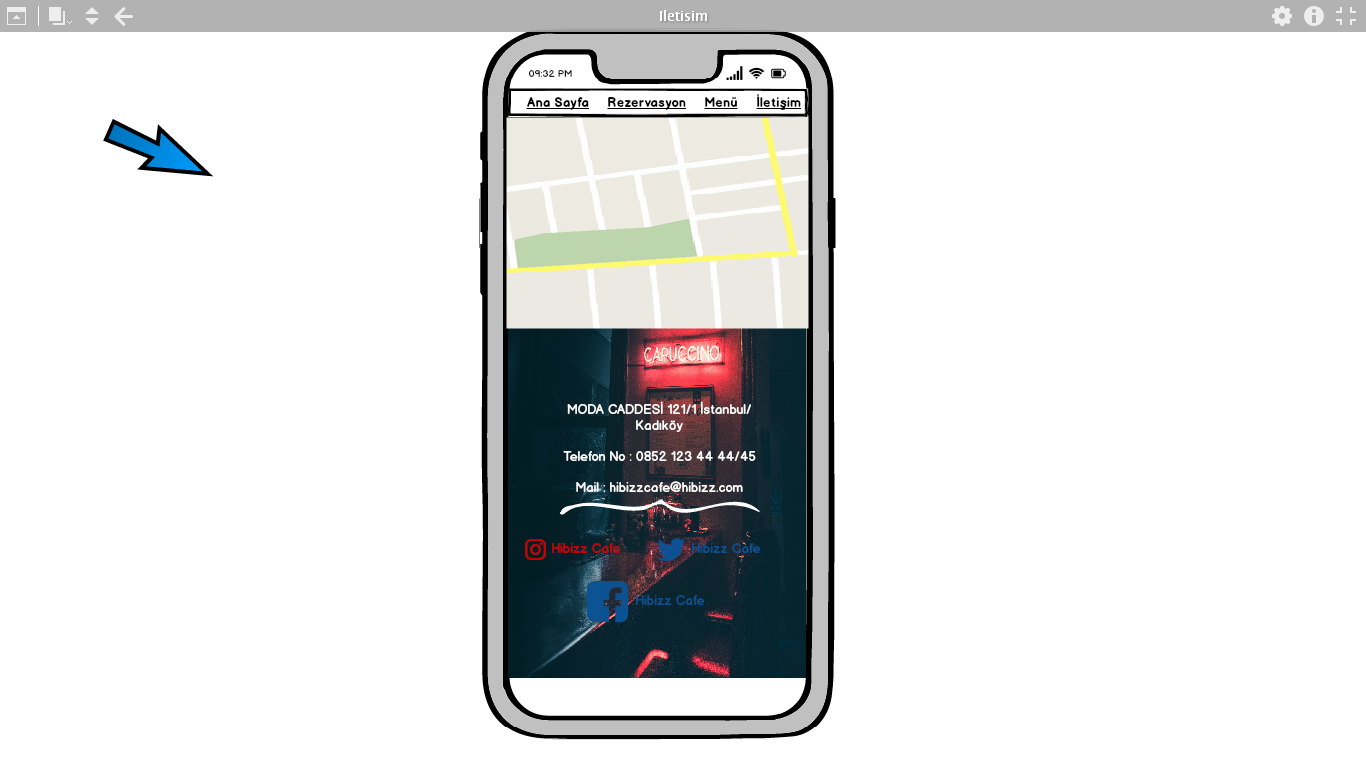 Iletisim
09:32 PM
Ana Sayfa Rezervasyon Menü İletişim
CAPUCCINO
MODA CADDESİ 121/1 İstanbul/
Kadıköy
Telefon No : 0852 123 44 44/45
Mail : hibizzcafe@hibizz.com
Hibizz Cafe Hibizz Cafe
Hibizz Cafe